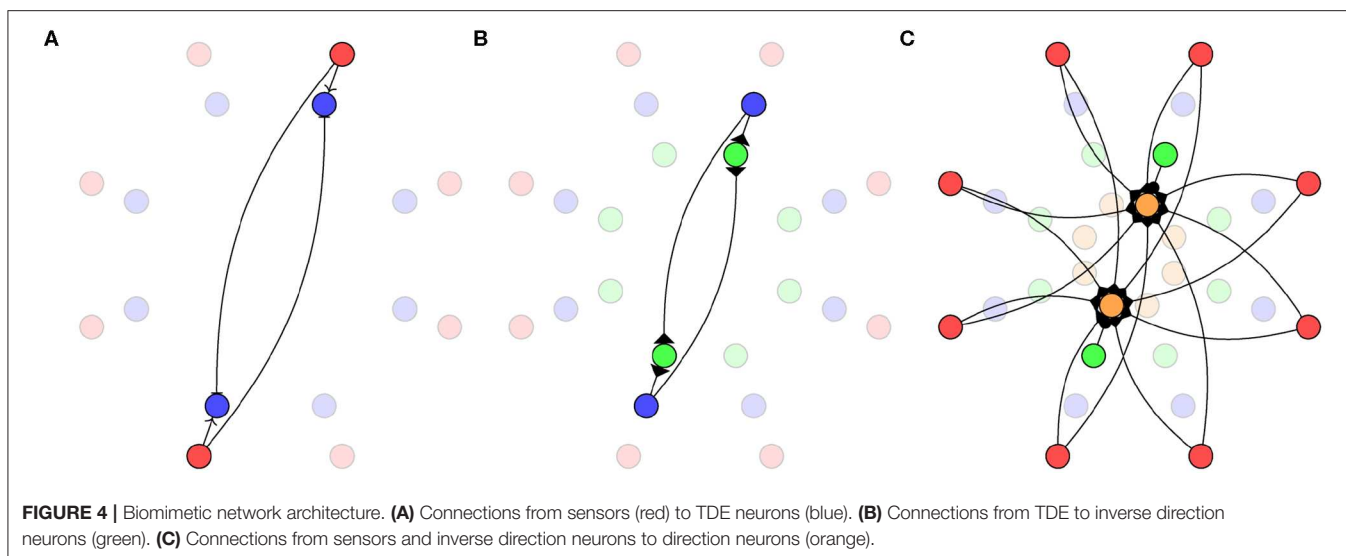 A
B
C
FIGURE 4 | Biomimetic network architecture. (A) Connections from sensors (red) to TDE neurons (blue). (B) Connections from TDE to inverse direction
neurons (green). (C) Connections from sensors and inverse direction neurons to direction neurons (orange).